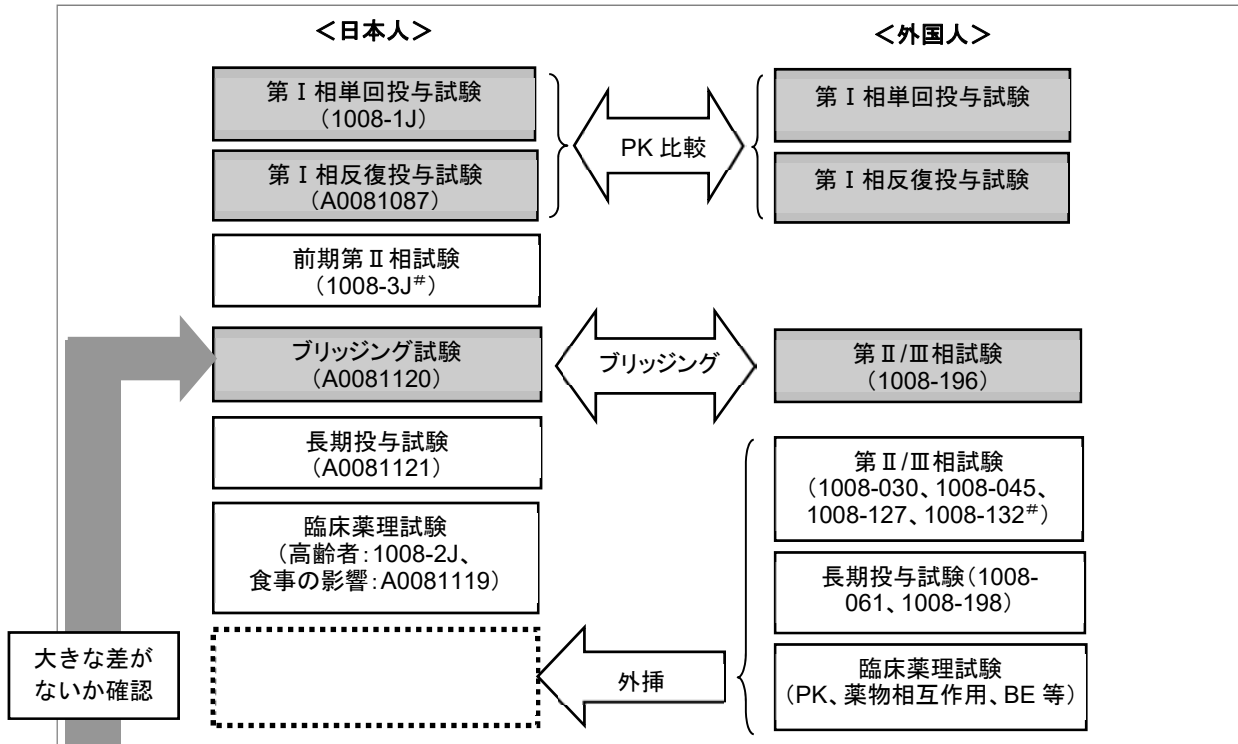 ＜日本人＞
＜外国人＞
第Ⅰ相単回投与試験
（1008-1J）
第Ⅰ相反復投与試験
（A0081087）
PK 比較
第Ⅰ相単回投与試験
第Ⅰ相反復投与試験
前期第Ⅱ相試験
（1008-3J#）
ブリッジング試験
（A0081120）
ブリッジング
第Ⅱ/Ⅲ相試験
（1008-196）
長期投与試験
（A0081121）
臨床薬理試験
（高齢者：1008-2J、
食事の影響：A0081119）
第Ⅱ/Ⅲ相試験
（1008-030、1008-045、
1008-127、1008-132#）
長期投与試験（1008-
061、1008-198）
臨床薬理試験
（PK、薬物相互作用、BE 等）
外挿
大きな差が
ないか確認